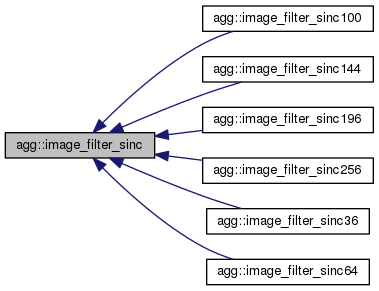 agg::image_filter_sinc100
agg::image_filter_sinc144
agg::image_filter_sinc196
agg::image_filter_sinc
agg::image_filter_sinc256
agg::image_filter_sinc36
agg::image_filter_sinc64